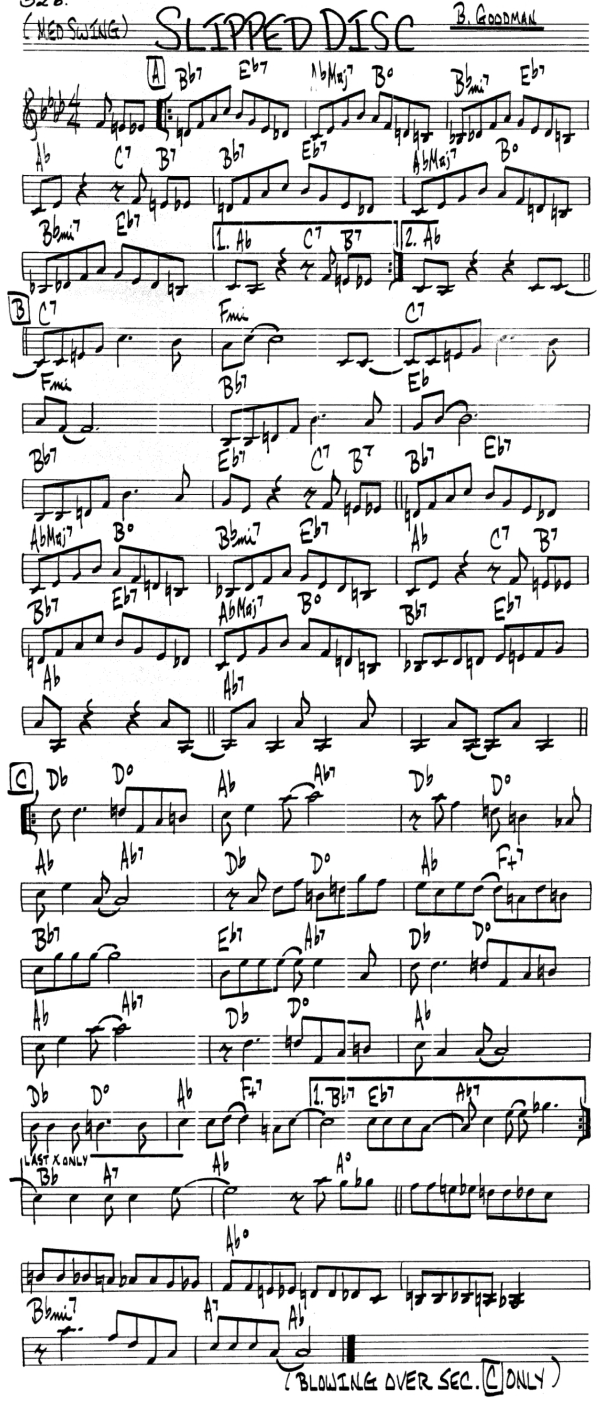 326.
(MED SWING) SLIPPED DISC B. GOODMAN
A Bb7 Eb7 AbMaj7 B° Bbmi7 Eb7
Ab C7 B7 Bb7 Eb7 AbMaj7 B°
Bbmi7 Eb7 1. Ab C7 B7 2. Ab
B C7 Fmi C7
Fmi Bb7 Eb
Bb7 Eb7 C7 B7 Bb7 Eb7
AbMaj7 B° Bbmi7 Eb7 Ab C7 B7
Bb7 Eb7 AbMaj7 B° Bb7 Eb7
Ab Ab7
C Db D° Ab Ab7 Db D°
Ab Ab7 Db D° Ab F+7
Bb7 Eb7 Ab7 Db D°
Ab Ab7 Db D° Ab
Db D° Ab F+7 1. Bb7 Eb7 Ab7
LAST X ONLY
Bb A7 Ab A°
Ab°
Bbmi7 A7 Ab
(BLOWING OVER SEC. C ONLY)